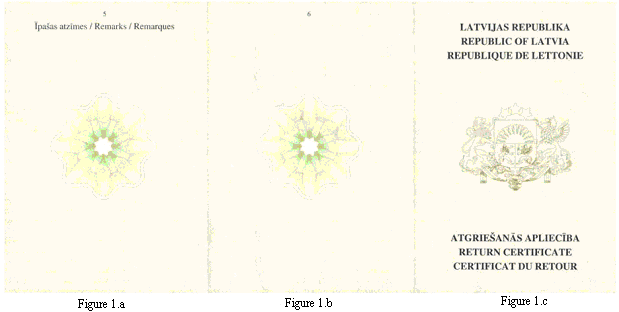 5
Īpašas atzīmes / Remarks / Remarques
6
LATVIJAS REPUBLIKA
REPUBLIC OF LATVIA
REPUBLIQUE DE LETTONIE
ATGRIEŠANĀS APLIECĪBA
RETURN CERTIFICATE
CERTIFICAT DU RETOUR
Figure 1.a
Figure 1.b
Figure 1.c